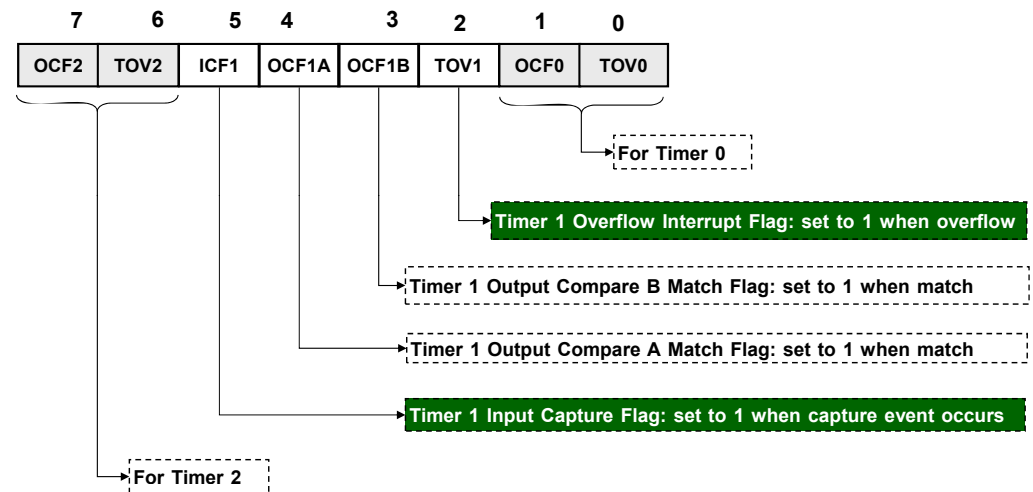 7 6 5 4 3 2 1 0
OCF2 TOV2 ICF1 OCF1A OCF1B TOV1 OCF0 TOV0
For Timer 0
Timer 1 Overflow Interrupt Flag: set to 1 when overflow
Timer 1 Output Compare B Match Flag: set to 1 when match
Timer 1 Output Compare A Match Flag: set to 1 when match
Timer 1 Input Capture Flag: set to 1 when capture event occurs
For Timer 2